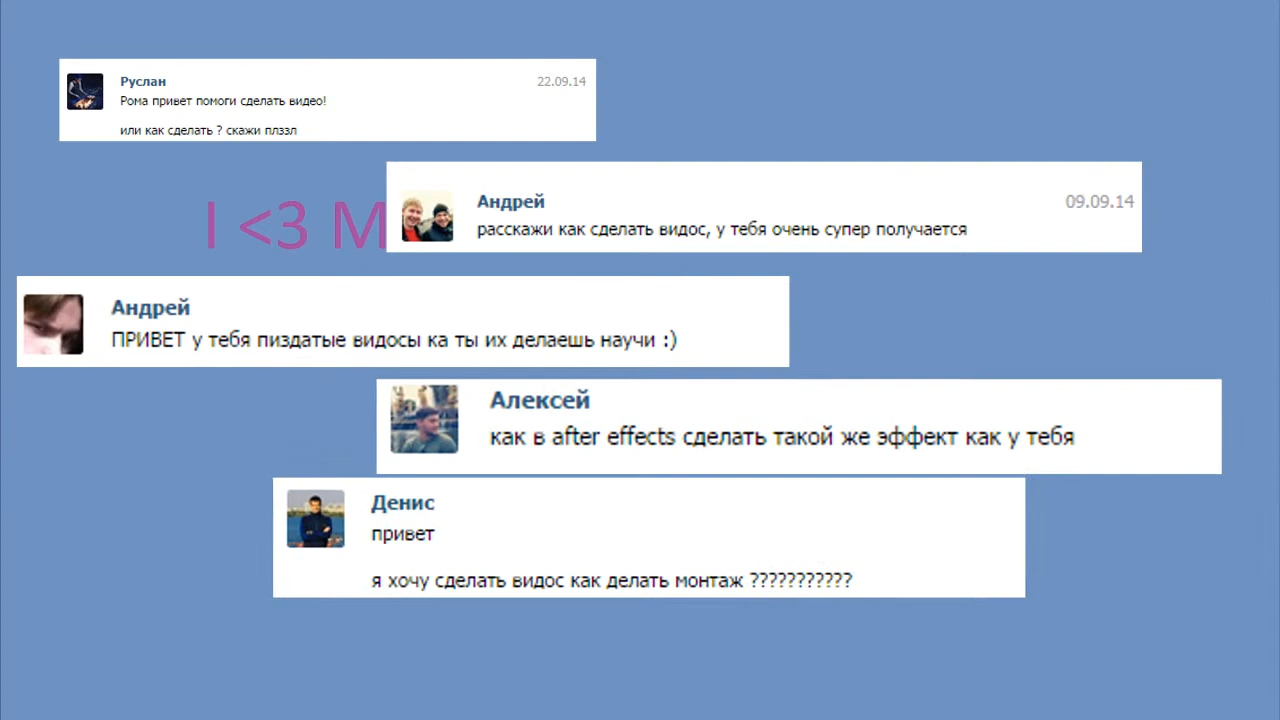 Руслан
22.09.14
Рома привет помоги сделать видео!
или как сделать ? скажи плззл
I <3 M
Андрей
09.09.14
расскажи как сделать видос, у тебя очень супер получается
Андрей
ПРИВЕТ у тебя пиздатые видосы ка ты их делаешь научи :)
Алексей
как в after effects сделать такой же эффект как у тебя
Денис
привет
я хочу сделать видос как делать монтаж ???????????